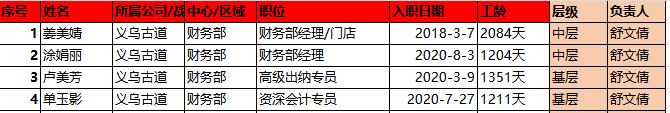 序号 姓名 所属公司/战 中心/区域 职位 入职日期 工龄 层级 负责人
1 姜美婧 义乌古道 财务部 财务部经理/门店 2018-3-7 2084天 中层 舒文倩
2 涂娟丽 义乌古道 财务部 财务部经理 2020-8-3 1204天 中层 舒文倩
3 卢美芳 义乌古道 财务部 高级出纳专员 2020-3-9 1351天 基层 舒文倩
4 单玉影 义乌古道 财务部 资深会计专员 2020-7-27 1211天 基层 舒文倩